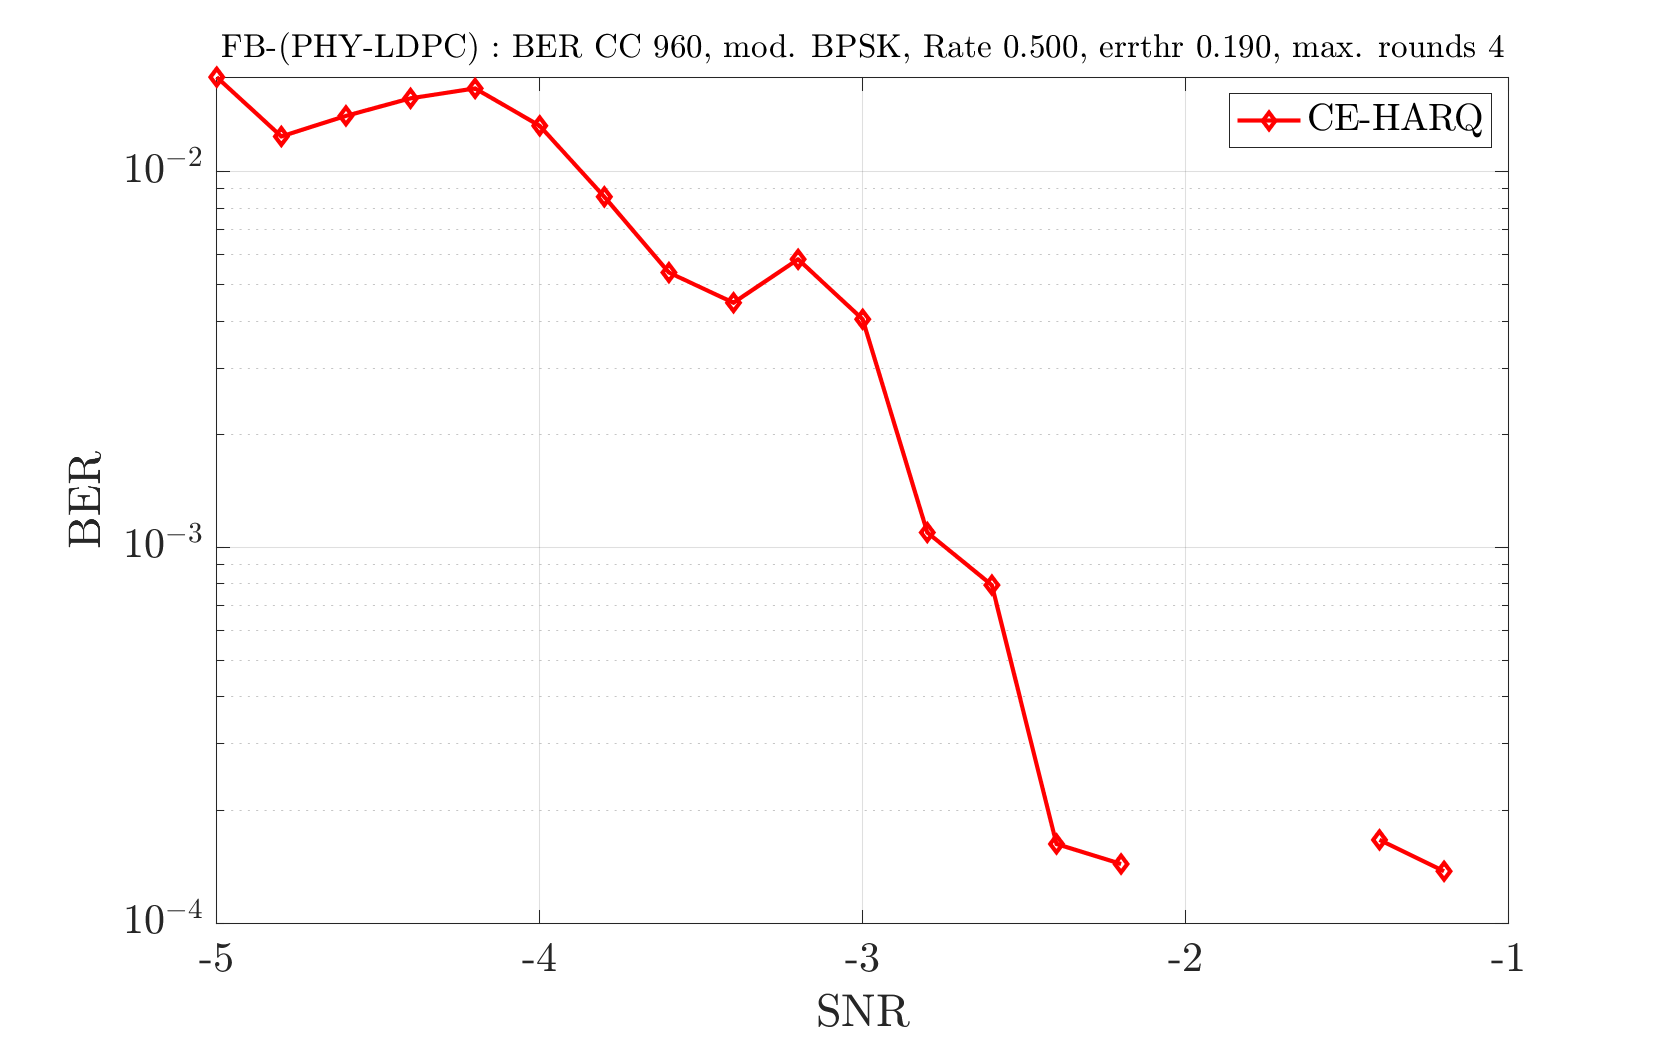 FB-(PHY-LDPC) : BER CC 960, mod. BPSK, Rate 0.500, errthr 0.190, max. rounds 4
CE-HARQ
10⁻²
10⁻³
10⁻⁴
BER
-5 -4 -3 -2 -1
SNR